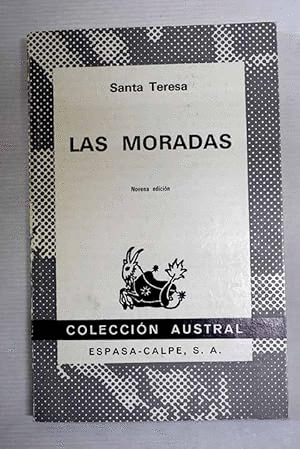 Santa Teresa
LAS MORADAS
Novena edición
COLECCIÓN AUSTRAL
ESPASA-CALPE, S. A.